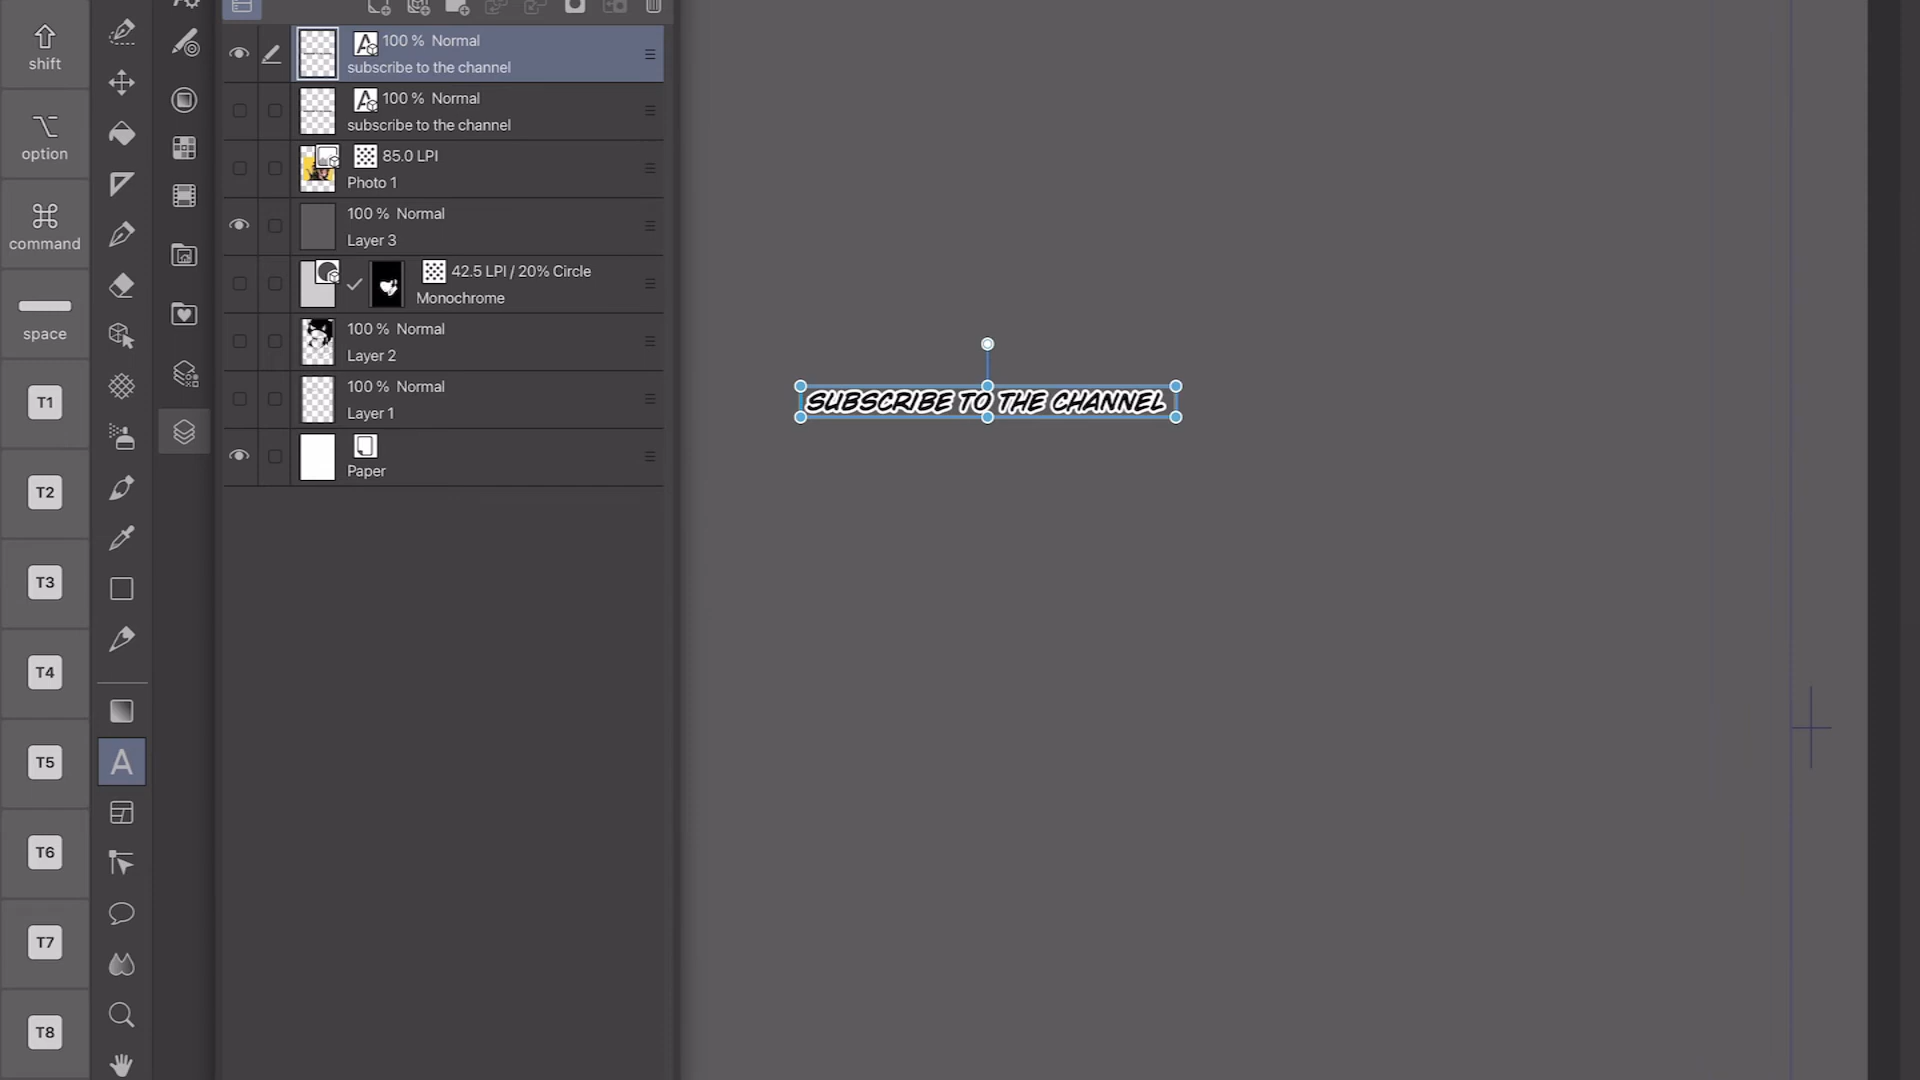 shift
option
command
space
T1
T2
T3
T4
T5
T6
T7
T8
A
100 % Normal
subscribe to the channel
100 % Normal
subscribe to the channel
85.0 LPI
Photo 1
100 % Normal
Layer 3
42.5 LPI / 20% Circle
Monochrome
100 % Normal
Layer 2
100 % Normal
Layer 1
Paper
SUBSCRIBE TO THE CHANNEL